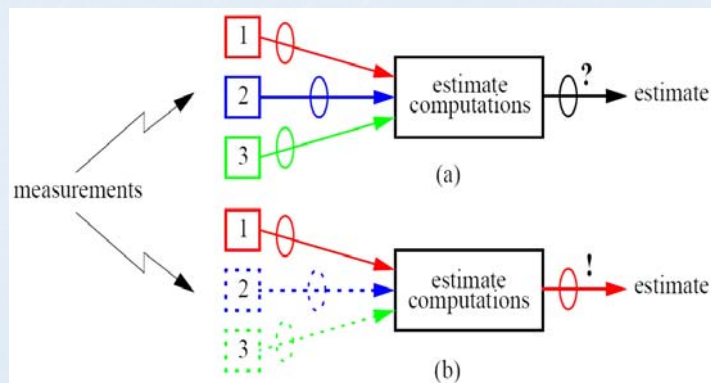 1
2
3
estimate
computations
?
estimate
(a)
measurements
1
2
3
estimate
computations
!
estimate
(b)